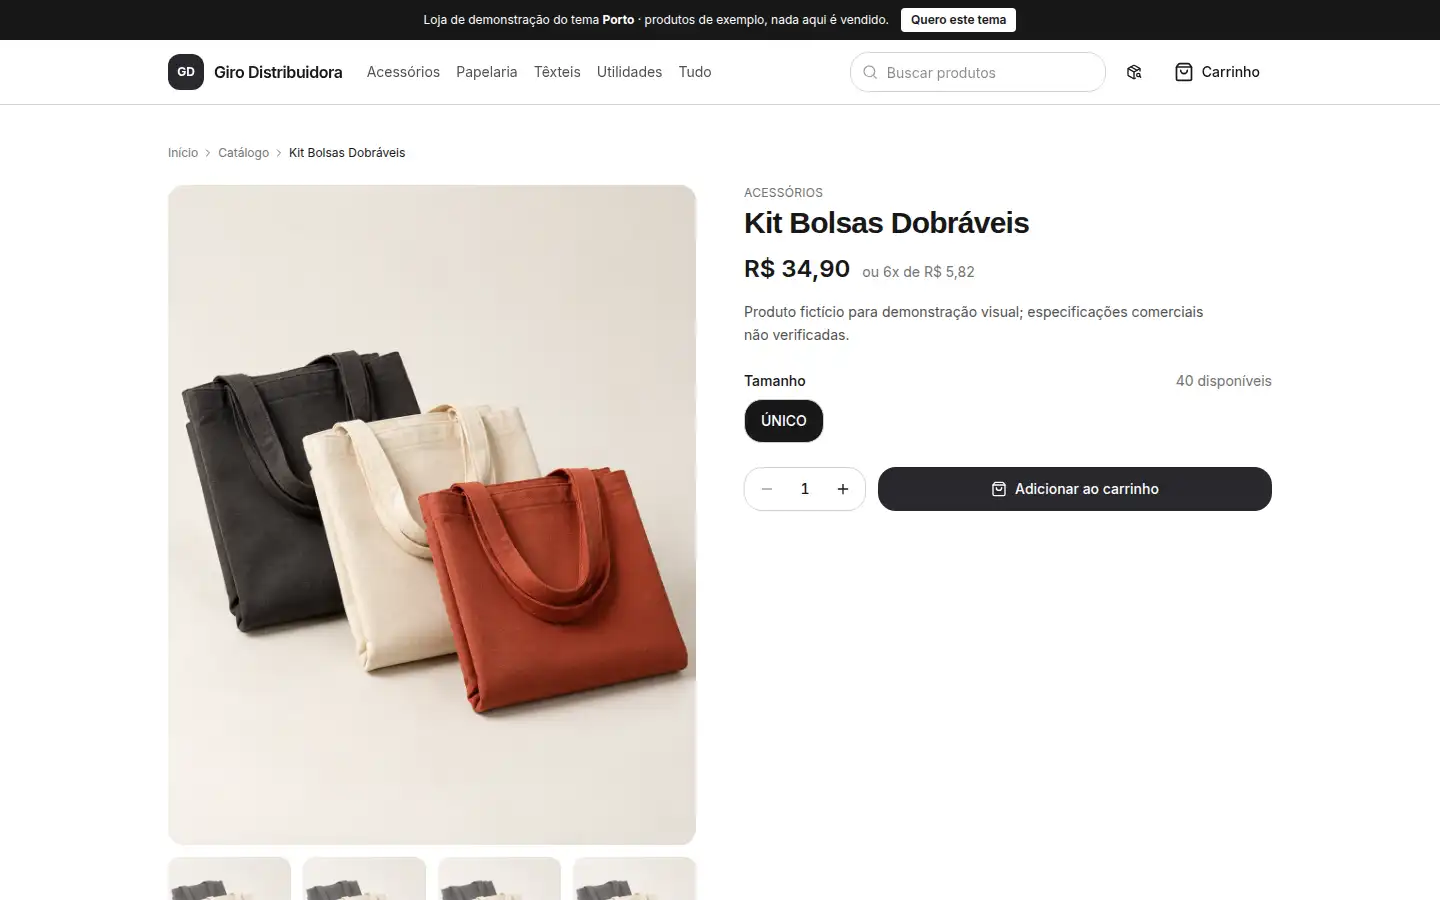 Loja de demonstração do tema Porto · produtos de exemplo, nada aqui é vendido.
Quero este tema
GD
Giro Distribuidora
Acessórios
Papelaria
Têxteis
Utilidades
Tudo
Buscar produtos
Carrinho
Início
Catálogo
Kit Bolsas Dobráveis
ACESSÓRIOS
Kit Bolsas Dobráveis
R$ 34,90 ou 6x de R$ 5,82
Produto fictício para demonstração visual; especificações comerciais
não verificadas.
Tamanho
40 disponíveis
ÚNICO
1
Adicionar ao carrinho